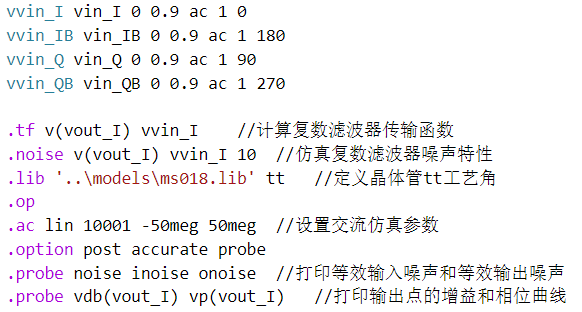 vvin_I vin_I 0 0.9 ac 1 0
vvin_IB vin_IB 0 0.9 ac 1 180
vvin_Q vin_Q 0 0.9 ac 1 90
vvin_QB vin_QB 0 0.9 ac 1 270
.tf v(vout_I) vvin_I //计算复数滤波器传输函数
.noise v(vout_I) vvin_I 10 //仿真复数滤波器噪声特性
.lib '..\models\ms018.lib' tt //定义晶体管tt工艺角
.op
.ac lin 10001 -50meg 50meg //设置交流仿真参数
.option post accurate probe
.probe noise inoise onoise //打印等效输入噪声和等效输出噪声
.probe vdb(vout_I) vp(vout_I) //打印输出点的增益和相位曲线